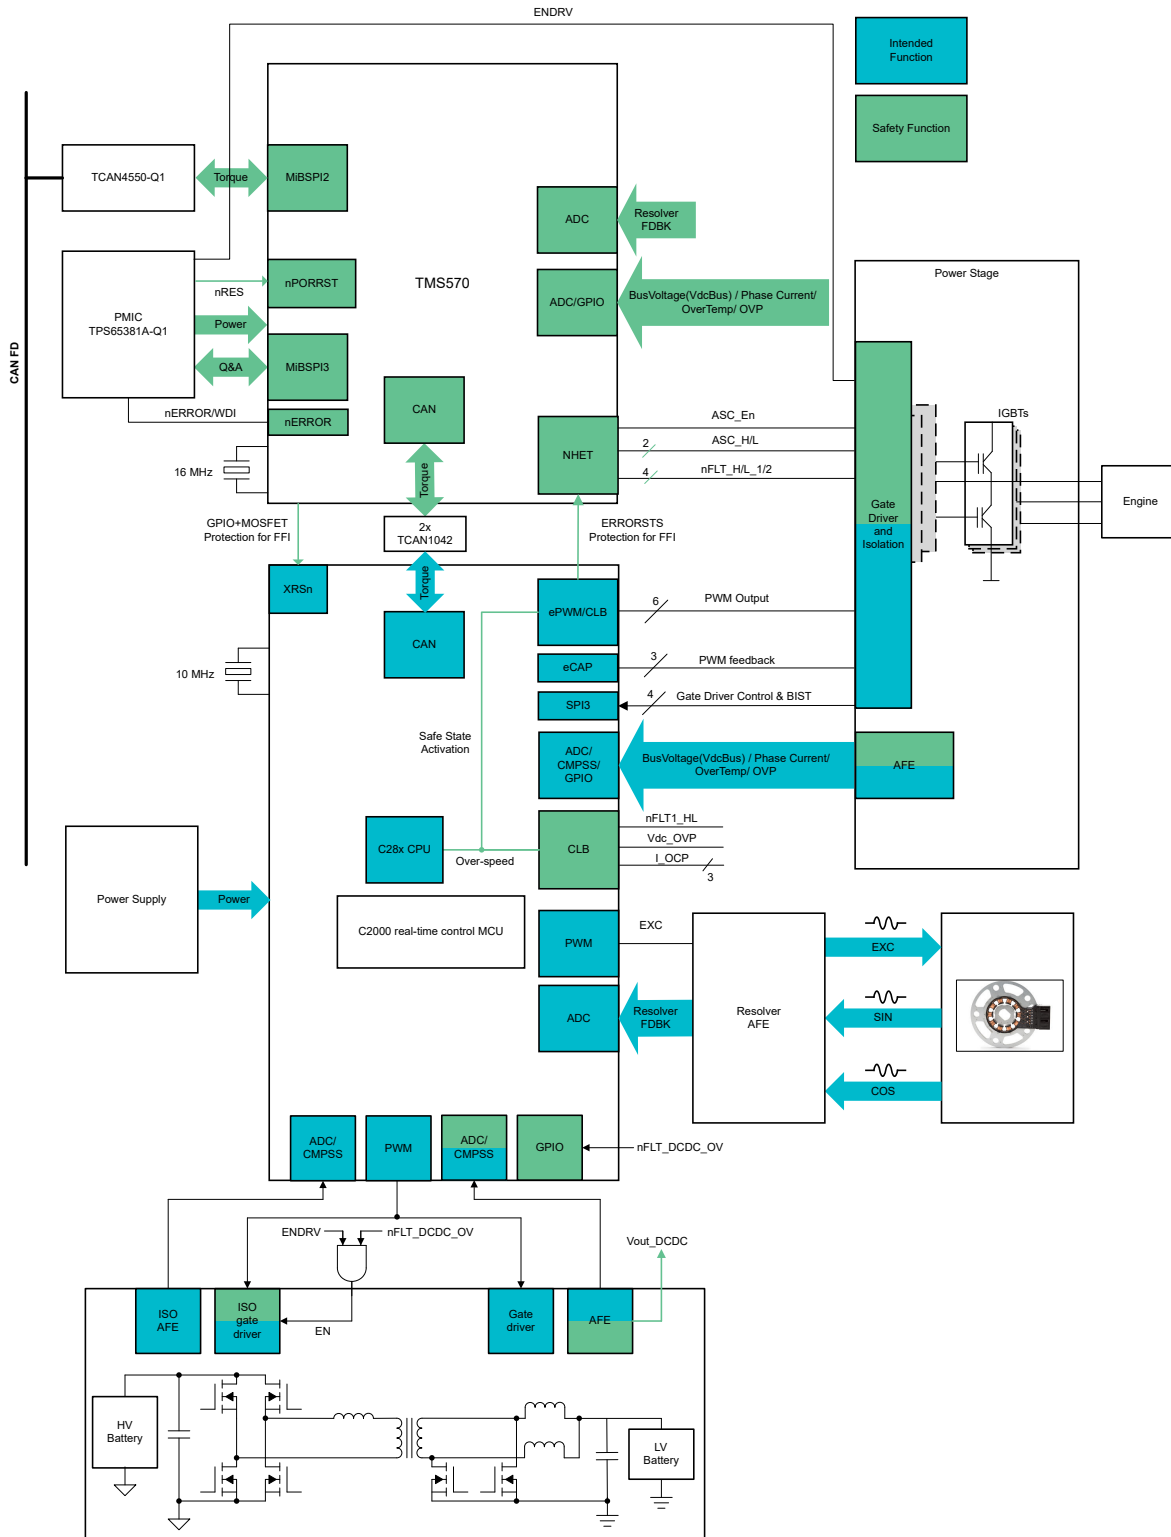 ENDRV
Intended
Function
Safety Function
CAN FD
TCAN4550-Q1
Torque
MiBSPI2
PMIC
TPS65381A-Q1
nRES
nPORRST
Power
Q&A
MiBSPI3
nERROR/WDI
nERROR
16 MHz
TMS570
ADC
Resolver
FDBK
ADC/GPIO
BusVoltage(VdcBus) / Phase Current/
OverTemp/ OVP
CAN
NHET
ASC_En
2
ASC_H/L
4
nFLT_H/L_1/2
Power Stage
Gate
Driver
and
Isolation
IGBTs
Engine
GPIO+MOSFET
Protection for FFI
Torque
2x
TCAN1042
Torque
ERRORSTS
Protection for FFI
XRSn
CAN
10 MHz
ePWM/CLB
6
PWM Output
eCAP
3
PWM feedback
SPI3
4
Gate Driver Control & BIST
Safe State
Activation
ADC/
CMPSS/
GPIO
BusVoltage(VdcBus) / Phase Current/
OverTemp/ OVP
AFE
C28x CPU
Over-speed
CLB
nFLT1_HL
Vdc_OVP
I_OCP
3
Power Supply
Power
C2000 real-time control MCU
PWM
EXC
ADC
Resolver
FDBK
Resolver
AFE
EXC
SIN
COS
ADC/
CMPSS
PWM
ADC/
CMPSS
GPIO
nFLT_DCDC_OV
ENDRV
nFLT_DCDC_OV
Vout_DCDC
ISO
AFE
ISO
gate
driver
EN
Gate
driver
AFE
HV
Battery
LV
Battery